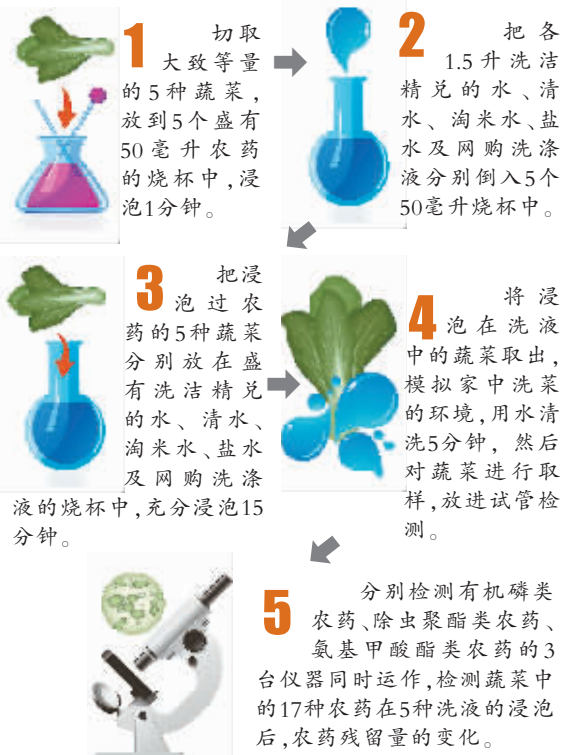 1
切取
大致等量
的5种蔬菜，
放到5个盛有
50毫升农药
的烧杯中,浸
泡1分钟。
2
把各
1.5升洗洁
精兑的水、清
水、淘米水、盐
水及网购洗涤
液分别倒入5个
50毫升烧杯中。
3
把浸
泡过农
药的5种蔬菜
分别放在盛
有洗洁精兑
的水、清水、
淘米水、盐水
及网购洗涤
液的烧杯中,充分浸泡15
分钟。
4
将浸
泡在洗液
中的蔬菜取出,
模拟家中洗菜
的环境,用水清
洗5分钟，然后
对蔬菜进行取
样,放进试管检
测。
5
分别检测有机磷类
农药、除虫聚酯类农药、
氨基甲酸酯类农药的3
台仪器同时运作,检测蔬菜中
的17种农药在5种洗液的浸泡
后,农药残留量的变化。